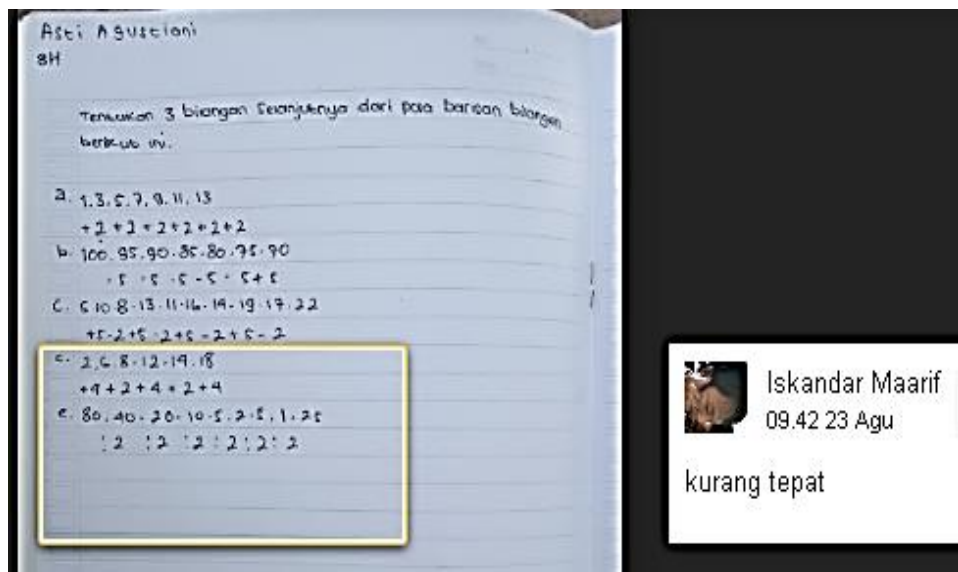 Asti Agustiani
8H
Tentukan 3 biangan selanjutnya dari pola barisan bilangan
berikut ini.
a. 1.3.5.7.9.11.13
+2+2+2+2+2+2
b. 100.95.90.85.80.75.70
-5-5-5-5-5+5
c. 5 10 8.13.11.16.14.19.17.22
+5-2+5-2+5-2+5-2
c. 2.6.8.12.14.18
+4+2+4+2+4
e. 80.40.20.10.5.2.5.1.25
:2 :2 :2 :2 :2 :2
Iskandar Maarif
09.42 23 Agu
kurang tepat